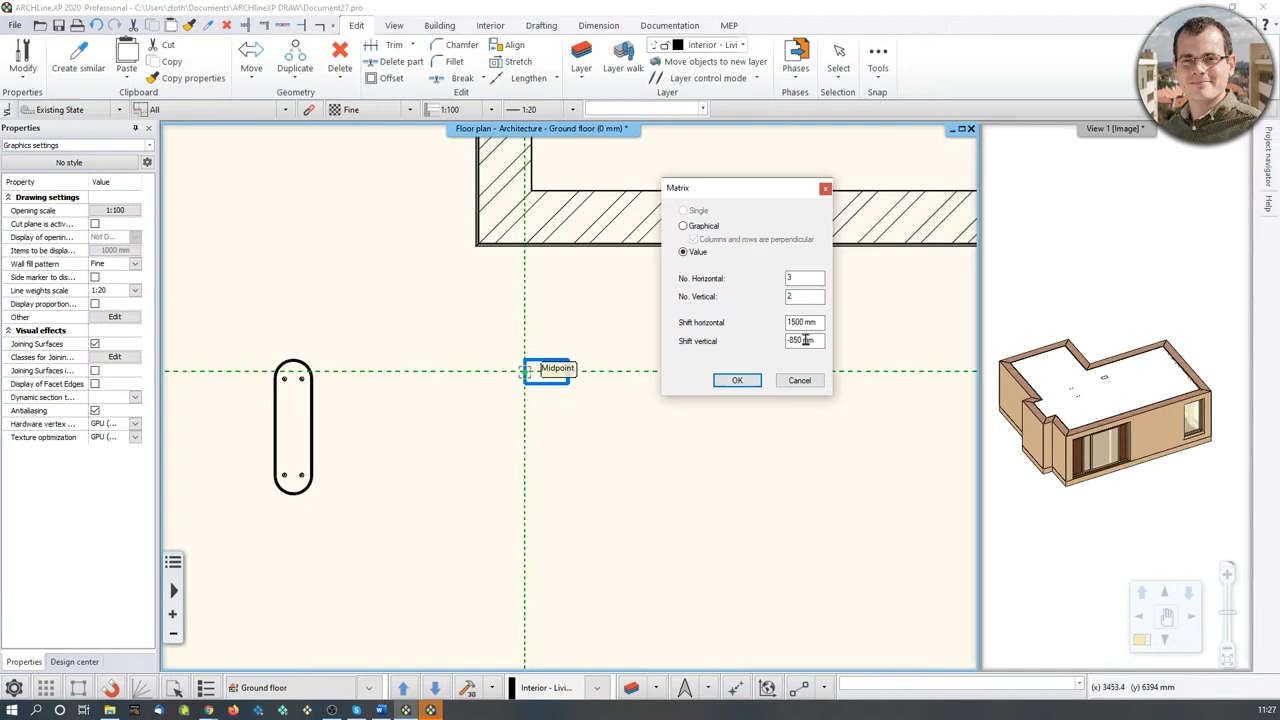 ARCHLine.XP 2020 Professional - C:\Users\ztoth\Documents\ARCHlineXP DRAW\Document27.pro
File Edit View Building Interior Drafting Dimension Documentation MEP
Modify Create similar Paste Cut Copy Copy properties Move Duplicate Delete Trim Delete part Offset Chamfer Fillet Break Align Stretch Length Layer Layer walk Interior - Livi Move objects to new layer Layer control mode Phases Select Tools
Properties Clipboard Geometry Edit Layer Phases Selection
Existing State All Fine 1:100 1:20
Properties
Graphics settings
No style
Property Value
Drawing settings
Opening scale 1:100
Cut plane is activ...
Display of openin... Not D...
Items to be displa... 1000 mm
Wall fill pattern Fine
Side marker to dis...
Line weights scale 1:20
Display proportion...
Other Edit
Visual effects
Joining Surfaces
Classes for Joinin... Edit
Joining Surfaces i...
Display of Facet Edges
Dynamic section t...
Antialiasing
Hardware vertex ... GPU (...
Texture optimization GPU (...
Properties Design center
Floor plan - Architecture - Ground floor (0 mm) *
Midpoint
Matrix
Single
Graphical
Columns and rows are perpendicular
Value
No. Horizontal: 3
No. Vertical: 2
Shift horizontal 1500 mm
Shift vertical -850 mm
OK Cancel
View 1 [Image] *
Project navigator
Help
Ground floor Interior - Livi... X: 3453.4 (y) 6394 mm
11:27